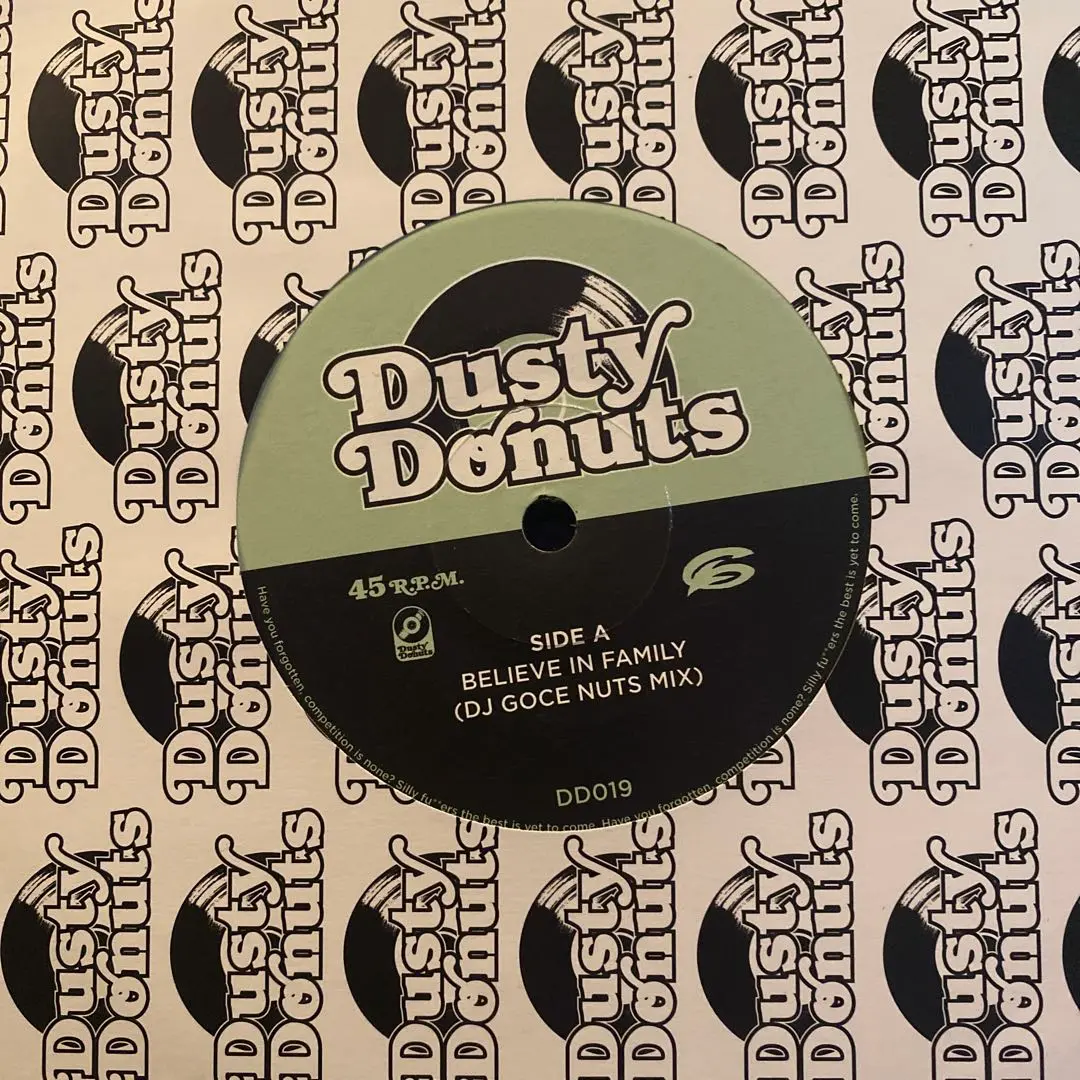 Dusty
Donuts
45 R.P.M.
Dusty
Donuts
SIDE A
BELIEVE IN FAMILY
(DJ GOCE NUTS MIX)
DD019
Have you forgotten, competition is none? Silly fu**ers the best is yet to come. Have you forgotten, competition is none? Silly fu**ers the best is yet to come.